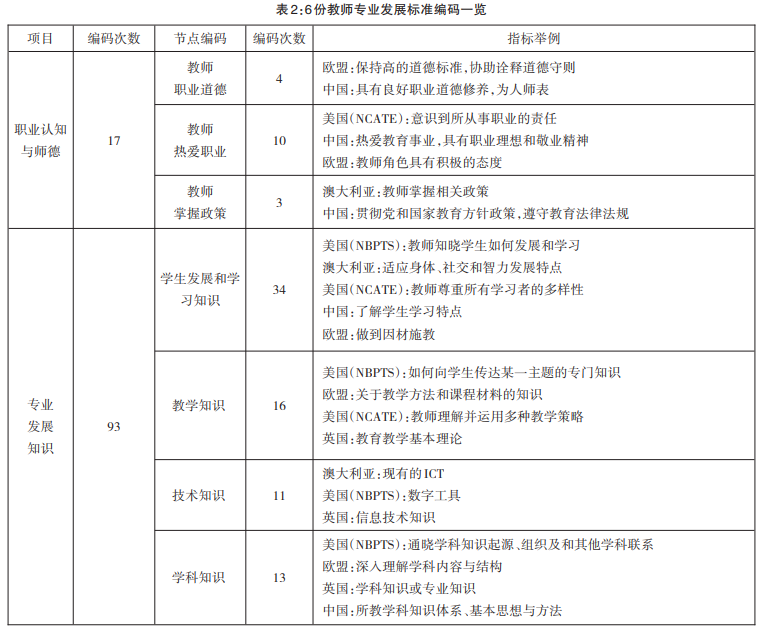 表2:6份教师专业发展标准编码一览
项目 编码次数 节点编码 编码次数 指标举例
职业认知
与师德
17
教师
职业道德
4
欧盟:保持高的道德标准,协助诠释道德守则
中国:具有良好职业道德修养,为人师表
教师
热爱职业
10
美国(NCATE):意识到所从事职业的责任
中国:热爱教育事业,具有职业理想和敬业精神
欧盟:教师角色具有积极的态度
教师
掌握政策
3
澳大利亚:教师掌握相关政策
中国:贯彻党和国家教育方针政策,遵守教育法律法规
专业
发展
知识
93
学生发展和学
习知识
34
美国(NBPTS):教师知晓学生如何发展和学习
澳大利亚:适应身体、社交和智力发展特点
美国(NCATE):教师尊重所有学习者的多样性
中国:了解学生学习特点
欧盟:做到因材施教
教学知识
16
美国(NBPTS):如何向学生传达某一主题的专门知识
欧盟:关于教学方法和课程材料的知识
美国(NCATE):教师理解并运用多种教学策略
英国:教育教学基本理论
技术知识
11
澳大利亚:现有的ICT
美国(NBPTS):数字工具
英国:信息技术知识
学科知识
13
美国(NBPTS):通晓学科知识起源、组织及和其他学科联系
欧盟:深入理解学科内容与结构
英国:学科知识或专业知识
中国:所教学科知识体系、基本思想与方法